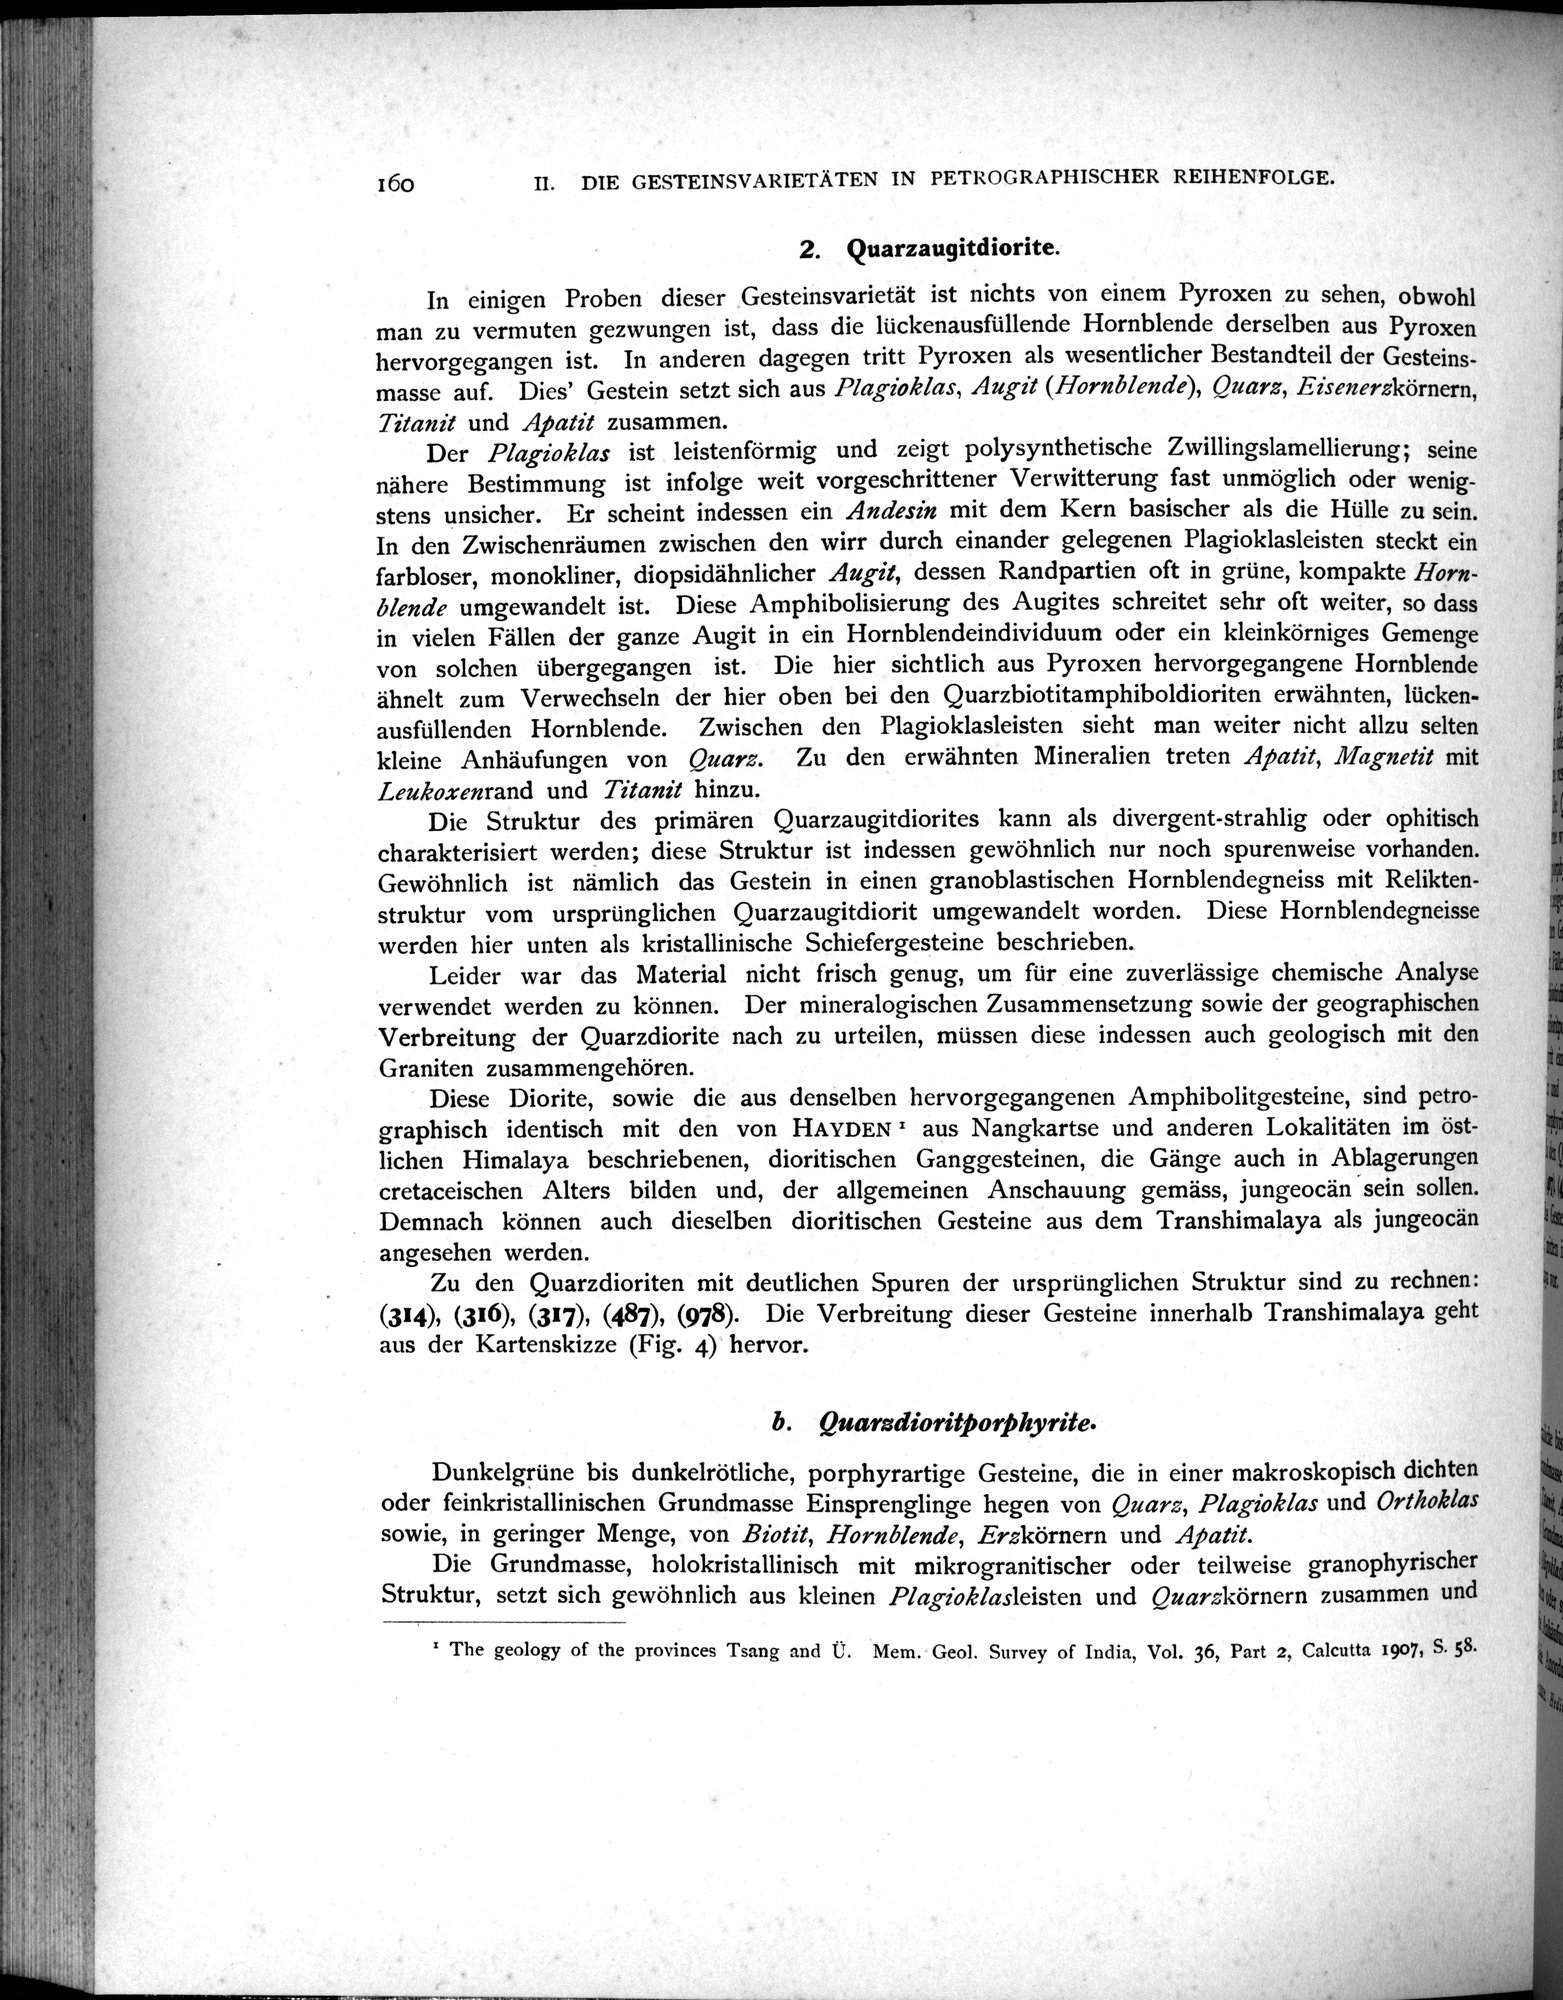 160 II. DIE GESTEINSVARIETÄTEN IN PETROGRAPHISCHER REIHENFOLGE.
2. Quarzaugitdiorite.
In einigen Proben dieser Gesteinsvarietät ist nichts von einem Pyroxen zu sehen, obwohl
man zu vermuten gezwungen ist, dass die lückenausfüllende Hornblende derselben aus Pyroxen
hervorgegangen ist. In anderen dagegen tritt Pyroxen als wesentlicher Bestandteil der Gesteins-
masse auf. Dies' Gestein setzt sich aus Plagioklas, Augit (Hornblende), Quarz, Eisenerzkörnern,
Titanit und Apatit zusammen.
Der Plagioklas ist leistenförmig und zeigt polysynthetische Zwillingslamellierung; seine
nähere Bestimmung ist infolge weit vorgeschrittener Verwitterung fast unmöglich oder wenig-
stens unsicher. Er scheint indessen ein Andesin mit dem Kern basischer als die Hülle zu sein.
In den Zwischenräumen zwischen den wirr durch einander gelegenen Plagioklasleisten steckt ein
farbloser, monokliner, diopsidähnlicher Augit, dessen Randpartien oft in grüne, kompakte Horn-
blende umgewandelt ist. Diese Amphibolisierung des Augites schreitet sehr oft weiter, so dass
in vielen Fällen der ganze Augit in ein Hornblendeindividuum oder ein kleinkörniges Gemenge
von solchen übergegangen ist. Die hier sichtlich aus Pyroxen hervorgegangene Hornblende
ähnelt zum Verwechseln der hier oben bei den Quarzbiotitamphiboldioriten erwähnten, lücken-
ausfüllenden Hornblende. Zwischen den Plagioklasleisten sieht man weiter nicht allzu selten
kleine Anhäufungen von Quarz. Zu den erwähnten Mineralien treten Apatit, Magnetit mit
Leukoxenrand und Titanit hinzu.
Die Struktur des primären Quarzaugitdiorites kann als divergent-strahlig oder ophitisch
charakterisiert werden; diese Struktur ist indessen gewöhnlich nur noch spurenweise vorhanden.
Gewöhnlich ist nämlich das Gestein in einen granoblastischen Hornblendegneiss mit Relikten-
struktur vom ursprünglichen Quarzaugitdiorit umgewandelt worden. Diese Hornblendegneisse
werden hier unten als kristallinische Schiefergesteine beschrieben.
Leider war das Material nicht frisch genug, um für eine zuverlässige chemische Analyse
verwendet werden zu können. Der mineralogischen Zusammensetzung sowie der geographischen
Verbreitung der Quarzdiorite nach zu urteilen, müssen diese indessen auch geologisch mit den
Graniten zusammengehören.
Diese Diorite, sowie die aus denselben hervorgegangenen Amphibolitgesteine, sind petro-
graphisch identisch mit den von HAYDEN ¹ aus Nangkartse und anderen Lokalitäten im öst-
lichen Himalaya beschriebenen, dioritischen Ganggesteinen, die Gänge auch in Ablagerungen
cretaceischen Alters bilden und, der allgemeinen Anschauung gemäss, jungeocän sein sollen.
Demnach können auch dieselben dioritischen Gesteine aus dem Transhimalaya als jungeocän
angesehen werden.
Zu den Quarzdioriten mit deutlichen Spuren der ursprünglichen Struktur sind zu rechnen:
(314), (316), (317), (487), (978). Die Verbreitung dieser Gesteine innerhalb Transhimalaya geht
aus der Kartenskizze (Fig. 4) hervor.
b. Quarzdioritporphyrite.
Dunkelgrüne bis dunkelrötliche, porphyrartige Gesteine, die in einer makroskopisch dichten
oder feinkristallinischen Grundmasse Einsprenglinge hegen von Quarz, Plagioklas und Orthoklas
sowie, in geringer Menge, von Biotit, Hornblende, Erzkörnern und Apatit.
Die Grundmasse, holokristallinisch mit mikrogranitischer oder teilweise granophyrischer
Struktur, setzt sich gewöhnlich aus kleinen Plagioklasleisten und Quarzkörnern zusammen und
¹ The geology of the provinces Tsang and Ü. Mem. Geol. Survey of India, Vol. 36, Part 2, Calcutta 1907, S. 58.